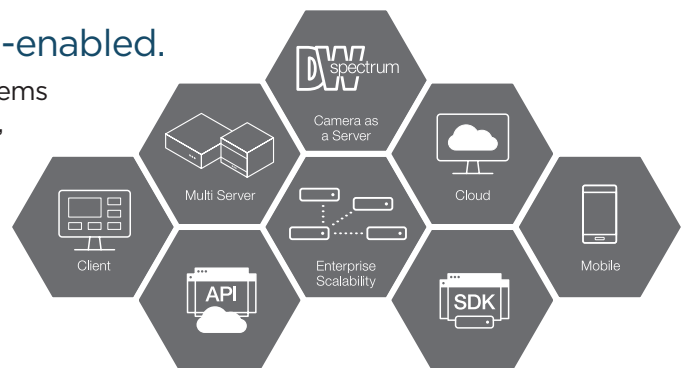 -enabled.
ems
,
DW
spectrum
Camera as
a Server
Multi Server
Cloud
Client
Enterprise
Scalability
Mobile
API
SDK